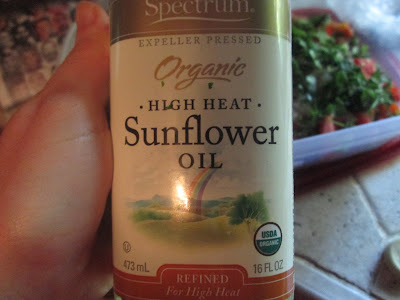 Spectrum®
EXPELLER PRESSED
Organic
• HIGH HEAT •
Sunflower
OIL
USDA
ORGANIC
U
473 mL
16 FL OZ
REFINED
For High Heat